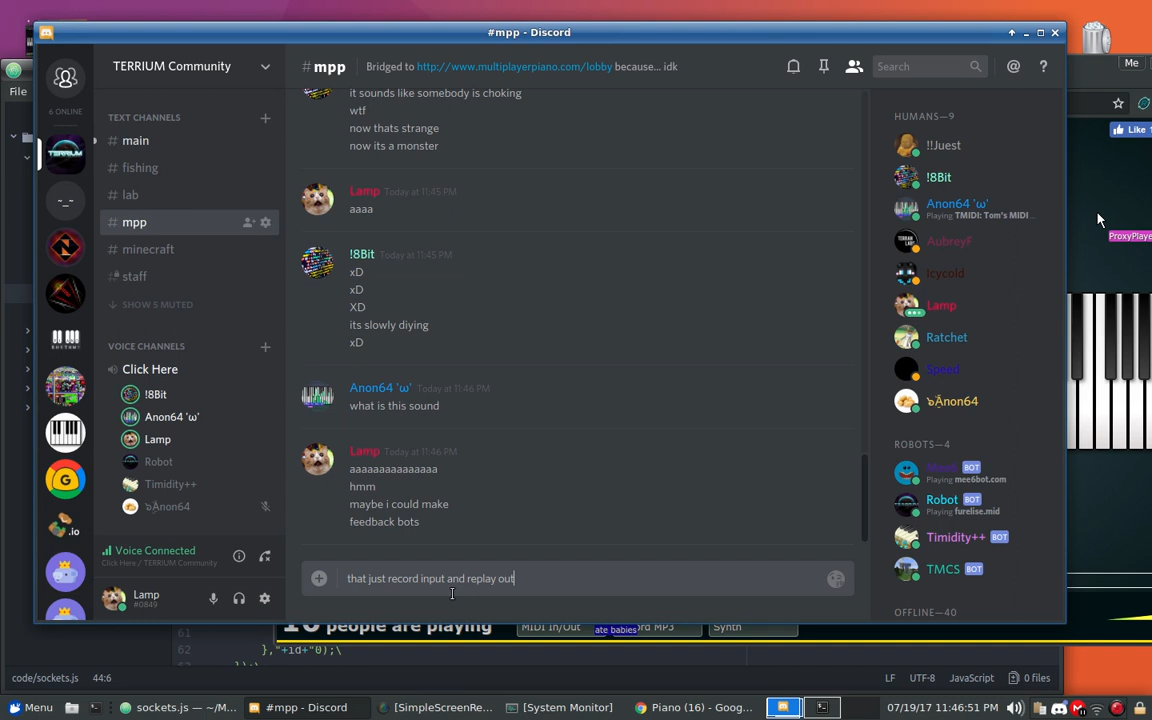 #mpp - Discord
Me
File
TERRIUM Community
#mpp
Bridged to http://www.multiplayerpiano.com/lobby because... idk
Search
6 ONLINE
TEXT CHANNELS
main
fishing
lab
mpp
minecraft
staff
SHOW 5 MUTED
VOICE CHANNELS
Click Here
!8Bit
Anon64 'ω'
Lamp
Robot
Timidity++
Voice Connected
Click Here / TERRIUM Community
Lamp
#0849
it sounds like somebody is choking
wtf
now thats strange
now its a monster
Lamp Today at 11:45 PM
aaaa
!8Bit Today at 11:45 PM
xD
xD
XD
its slowly diying
xD
Anon64 'ω' Today at 11:46 PM
what is this sound
Lamp Today at 11:46 PM
aaaaaaaaaaaaaaa
hmm
maybe i could make
feedback bots
that just record input and replay out
HUMANS—9
!!Juest
!8Bit
Anon64 'ω'
Playing TMIDI: Tom's MIDI...
AubreyF
Icycold
Lamp
Ratchet
Speed
ROBOTS—4
BOT
Playing mee6bot.com
Robot BOT
Playing furelise.mid
Timidity++ BOT
TMCS BOT
OFFLINE—40
Like 1
ProxyPlaye
people are playing
MIDI In/Out
ate babies
ord MP3
Synth
61
62 },"+id+"0);\
code/sockets.js 44:6
LF UTF-8 JavaScript 0 files
Menu
sockets.js — ~/M...
#mpp - Discord
[SimpleScreenRe...
[System Monitor]
Piano (16) - Goog...
07/19/17 11:46:51 PM